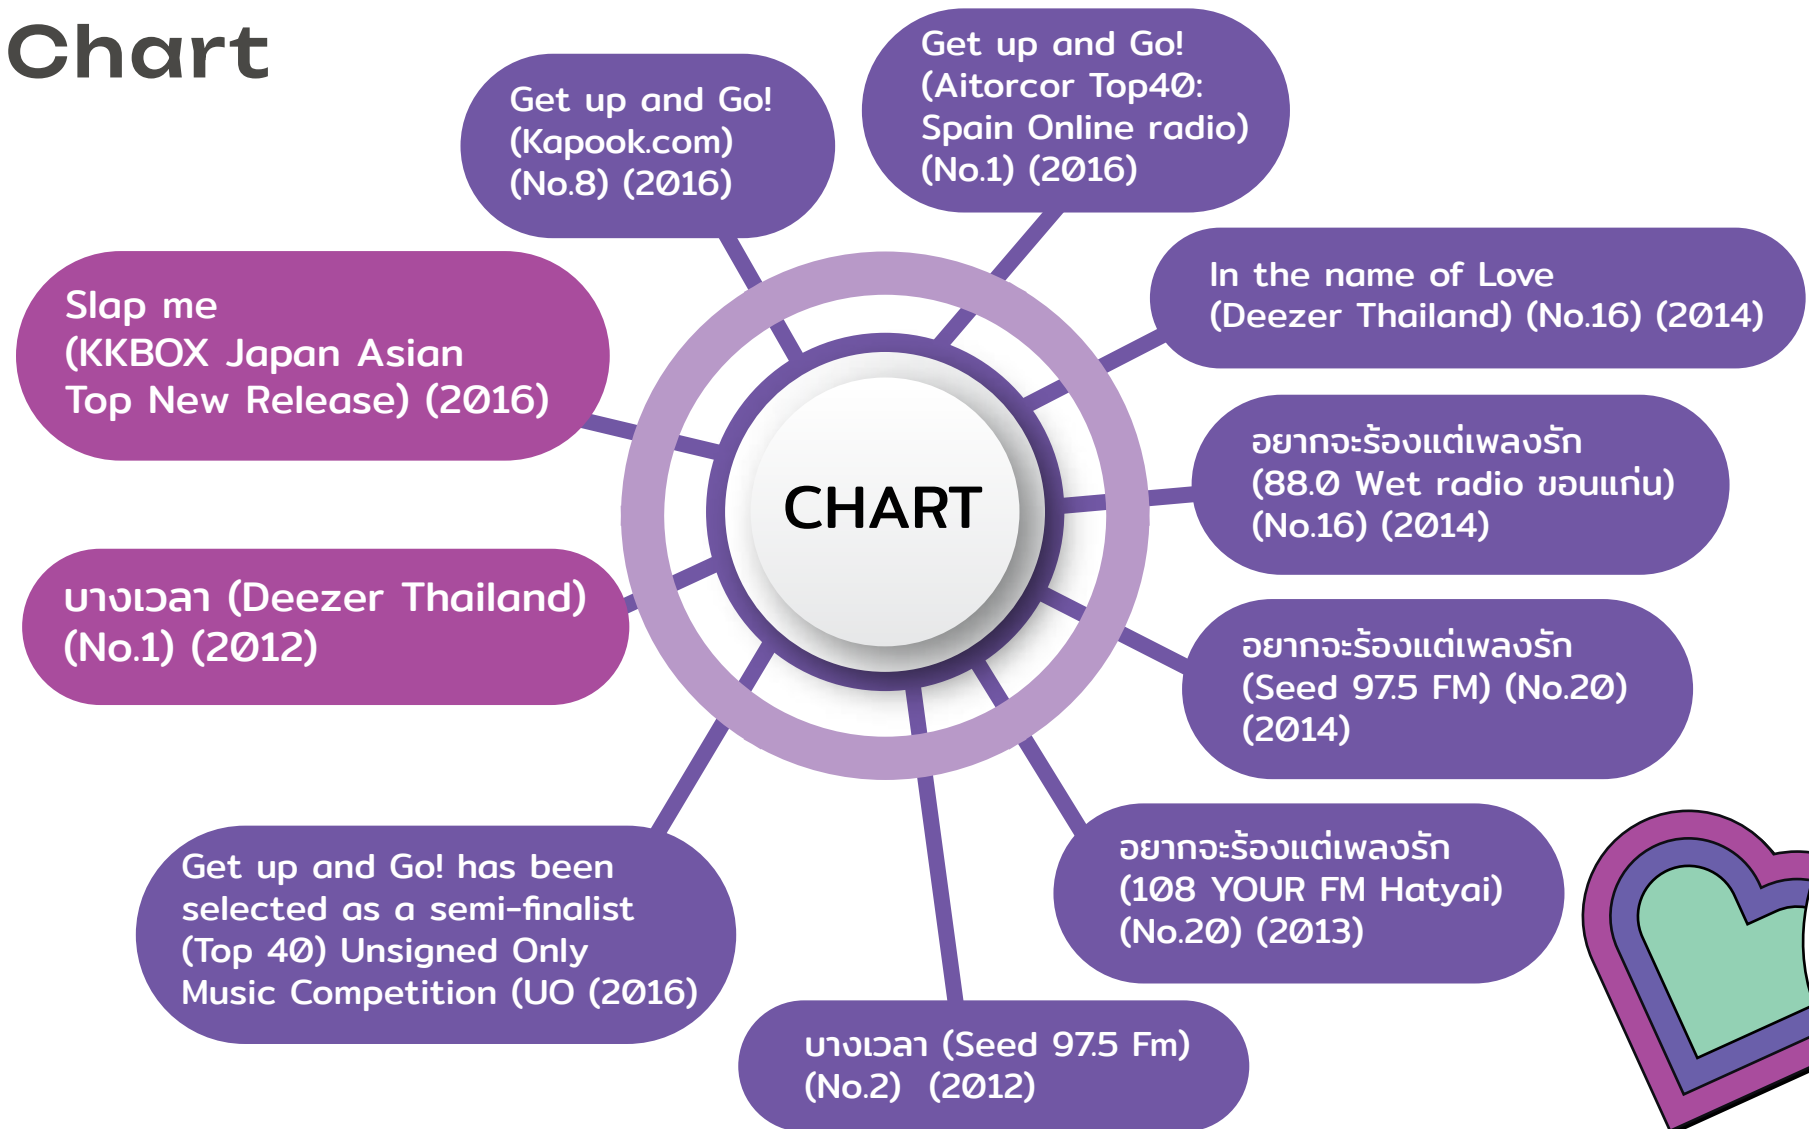 Chart
Get up and Go!
(Kapook.com)
(No.8) (2016)
Get up and Go!
(Aitorcor Top40:
Spain Online radio)
(No.1) (2016)
In the name of Love
(Deezer Thailand) (No.16) (2014)
อยากจะร้องแต่เพลงรัก
(88.0 Wet radio ขอนแก่น)
(No.16) (2014)
อยากจะร้องแต่เพลงรัก
(Seed 97.5 FM) (No.20)
(2014)
อยากจะร้องแต่เพลงรัก
(108 YOUR FM Hatyai)
(No.20) (2013)
บางเวลา (Seed 97.5 Fm)
(No.2) (2012)
Get up and Go! has been
selected as a semi-finalist
(Top 40) Unsigned Only
Music Competition (UO (2016)
บางเวลา (Deezer Thailand)
(No.1) (2012)
Slap me
(KKBOX Japan Asian
Top New Release) (2016)
CHART